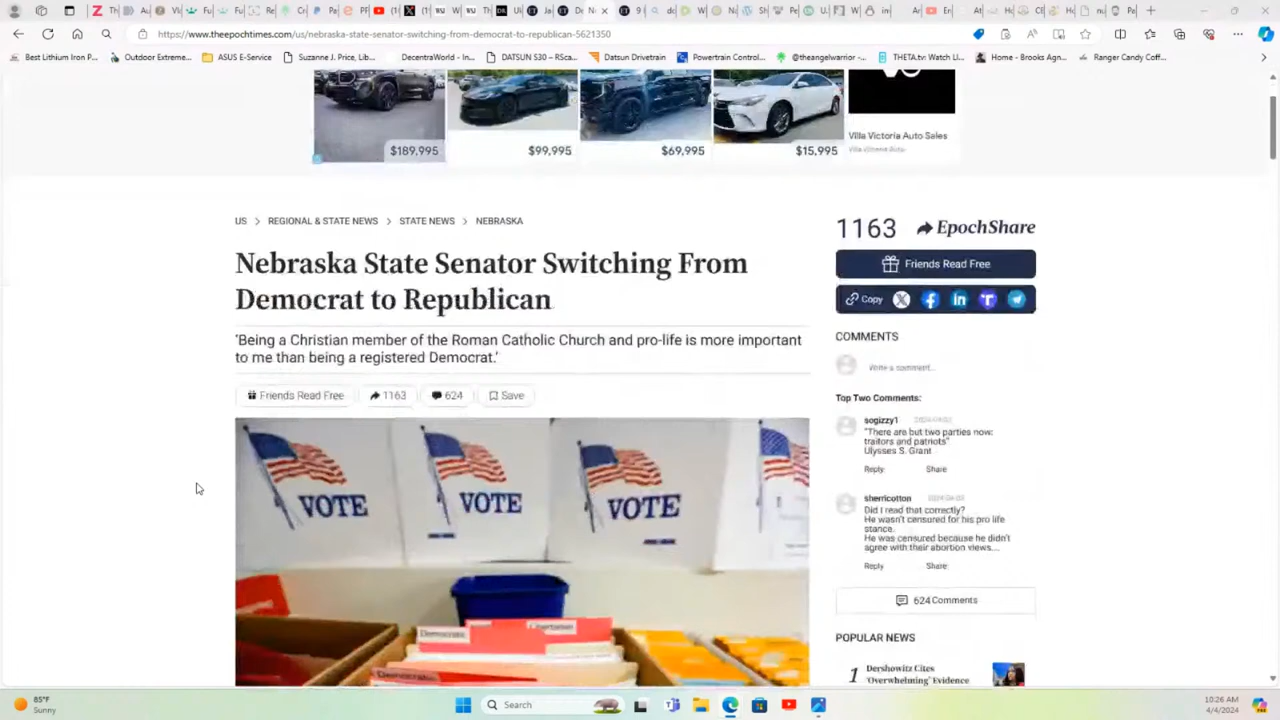 https://www.theepochtimes.com/us/nebraska-state-senator-switching-from-democrat-to-republican-5621350
Best Lithium Iron P...
Outdoor Extreme...
ASUS E-Service
Suzanne J. Price, Lib...
DecentraWorld - In...
DATSUN S30 – RSca...
Datsun Drivetrain
Powertrain Control...
@theangelwarrior -...
THETA.tv: Watch Li...
Home - Brooks Agn...
Ranger Candy Coff...
$189,995
$99,995
$69,995
$15,995
Villa Victoria Auto Sales
US > REGIONAL & STATE NEWS > STATE NEWS > NEBRASKA
Nebraska State Senator Switching From
Democrat to Republican
'Being a Christian member of the Roman Catholic Church and pro-life is more important
to me than being a registered Democrat.'
Friends Read Free
1163
624
Save
VOTE
VOTE
VOTE
Democratic
Libertarian
1163 EpochShare
Friends Read Free
Copy
COMMENTS
Write a comment...
Top Two Comments:
sogizzy1
"There are but two parties now:
traitors and patriots"
Ulysses S. Grant
Reply Share
sherricotton
Did I read that correctly?
He wasn't censured for his pro life
stance.
He was censured because he didn't
agree with their abortion views...
Reply Share
624 Comments
POPULAR NEWS
1 Dershowitz Cites
'Overwhelming' Evidence
85°F
Sunny
Search
10:26 AM
4/4/2024